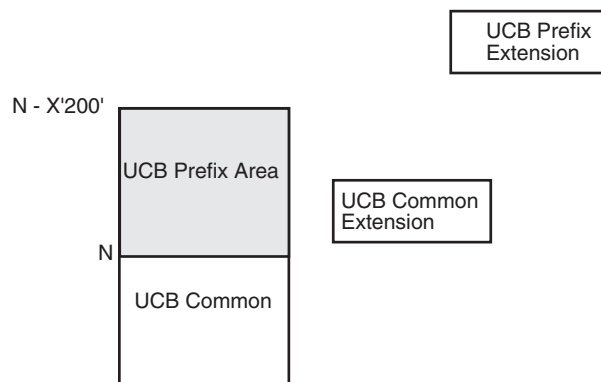 UCB Prefix
Extension
N - X'200'
UCB Prefix Area
UCB Common
Extension
N
UCB Common